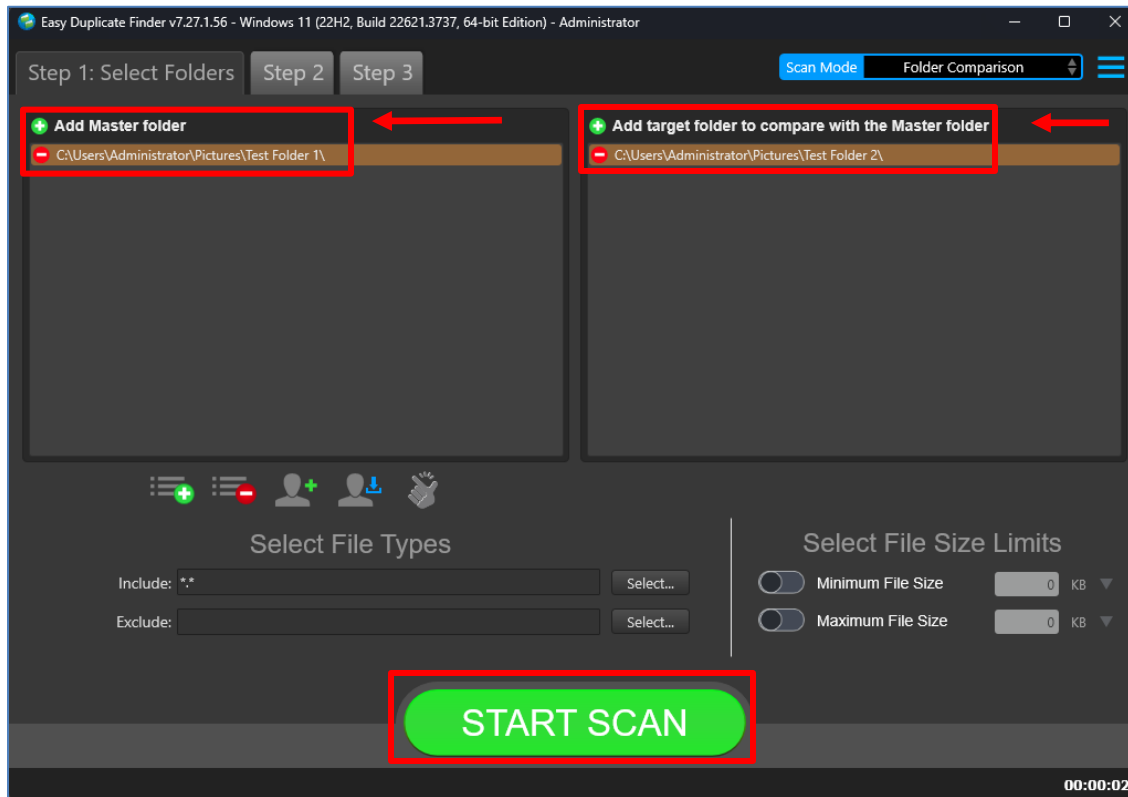 Easy Duplicate Finder v7.27.1.56 - Windows 11 (22H2, Build 22621.3737, 64-bit Edition) - Administrator
Step 1: Select Folders Step 2 Step 3 Scan Mode Folder Comparison
Add Master folder
C:\Users\Administrator\Pictures\Test Folder 1\
Add target folder to compare with the Master folder
C:\Users\Administrator\Pictures\Test Folder 2\
Select File Types
Include: *.* Select...
Exclude: Select...
Select File Size Limits
Minimum File Size 0 KB
Maximum File Size 0 KB
START SCAN
00:00:02